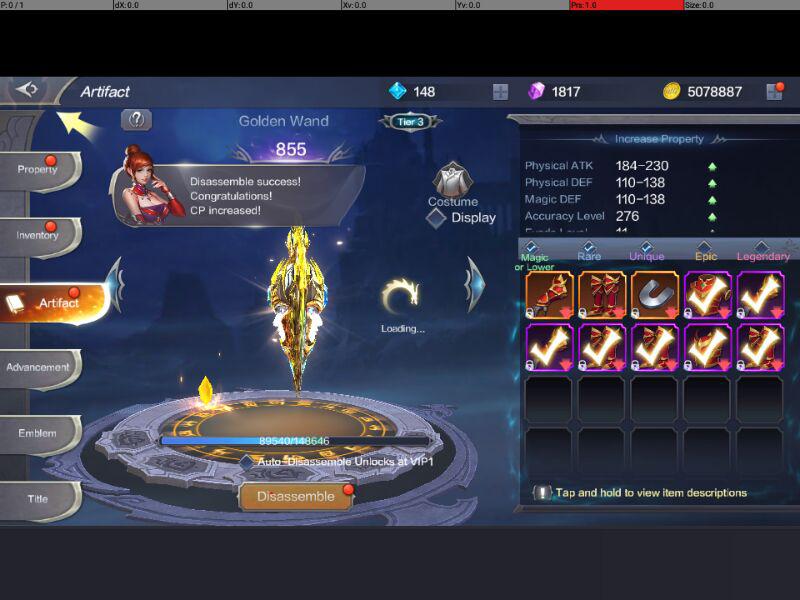 P: 0 / 1
dX: 0.0
dY: 0.0
Xv: 0.0
Yv: 0.0
Prs: 1.0
Size: 0.0
Artifact
148
1817
5078887
Golden Wand
Tier 3
855
Increase Property
Property
Disassemble success!
Congratulations!
CP increased!
Physical ATK 184-230
Physical DEF 110-138
Magic DEF 110-138
Accuracy Level 276
Costume
Display
Inventory
Magic or Lower
Rare
Unique
Epic
Legendary
Artifact
Loading...
Advancement
Emblem
89540/148646
Auto-Disassemble Unlocks at VIP1
Title
Disassemble
Tap and hold to view item descriptions